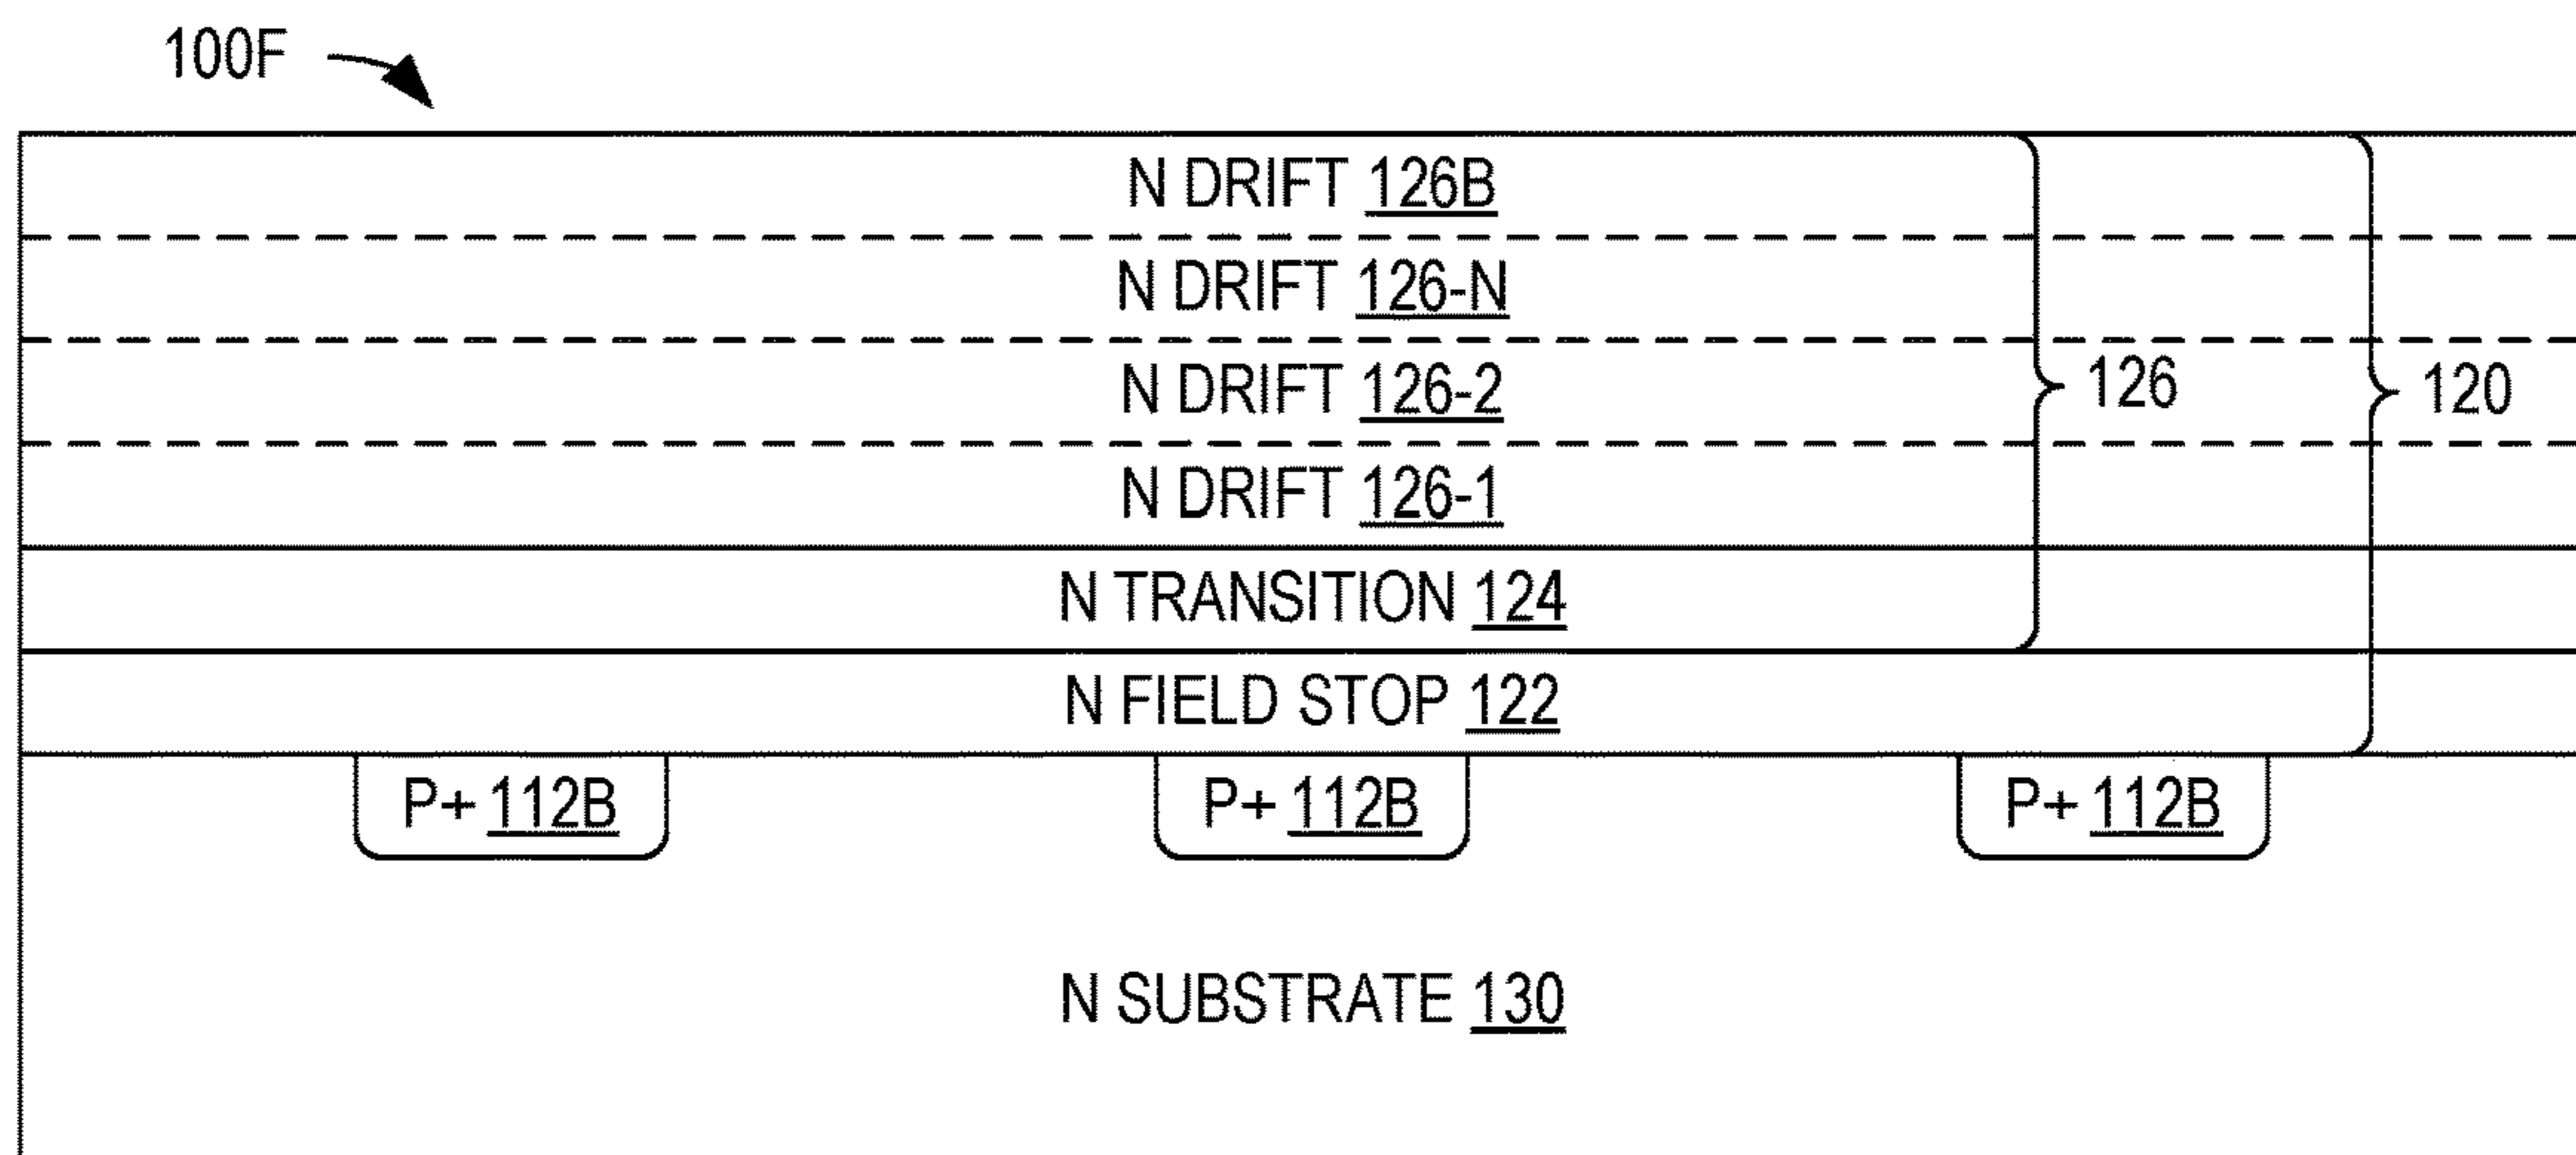 100F
N DRIFT 126B
N DRIFT 126-N
N DRIFT 126-2
126
120
N DRIFT 126-1
N TRANSITION 124
N FIELD STOP 122
P+ 112B
P+ 112B
P+ 112B
N SUBSTRATE 130